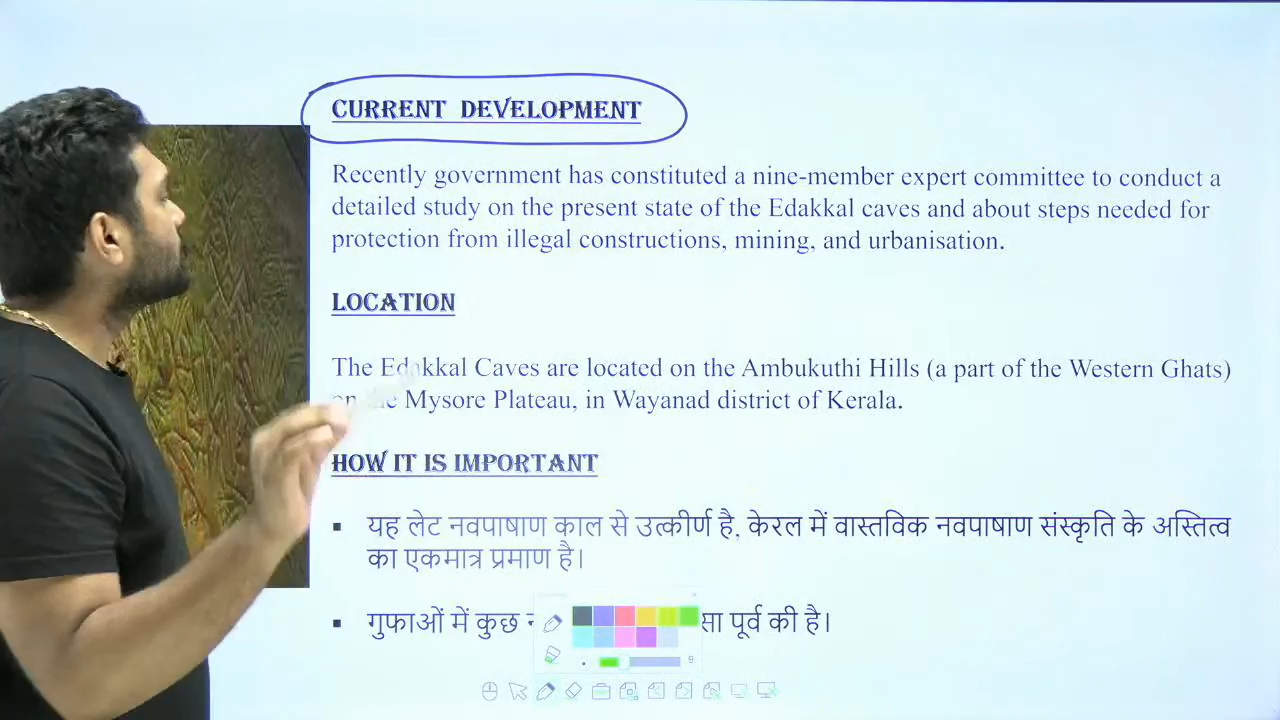 CURRENT DEVELOPMENT
Recently government has constituted a nine-member expert committee to conduct a
detailed study on the present state of the Edakkal caves and about steps needed for
protection from illegal constructions, mining, and urbanisation.
LOCATION
The Edakkal Caves are located on the Ambukuthi Hills (a part of the Western Ghats)
on the Mysore Plateau, in Wayanad district of Kerala.
HOW IT IS IMPORTANT
▪ यह लेट नवपाषाण काल से उत्कीर्ण है, केरल में वास्तविक नवपाषाण संस्कृति के अस्तित्व
का एकमात्र प्रमाण है।
▪ गुफाओं में कुछ पूर्व की है।
9